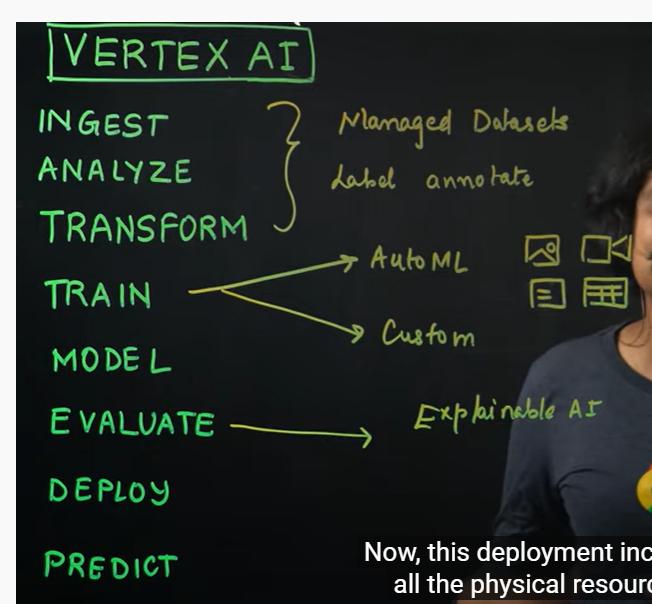 VERTEX AI
INGEST
ANALYZE
TRANSFORM
Managed Datasets
Label annotate
TRAIN
AutoML
Custom
MODEL
EVALUATE
Explainable AI
DEPLOY
PREDICT
Now, this deployment inc
all the physical resour